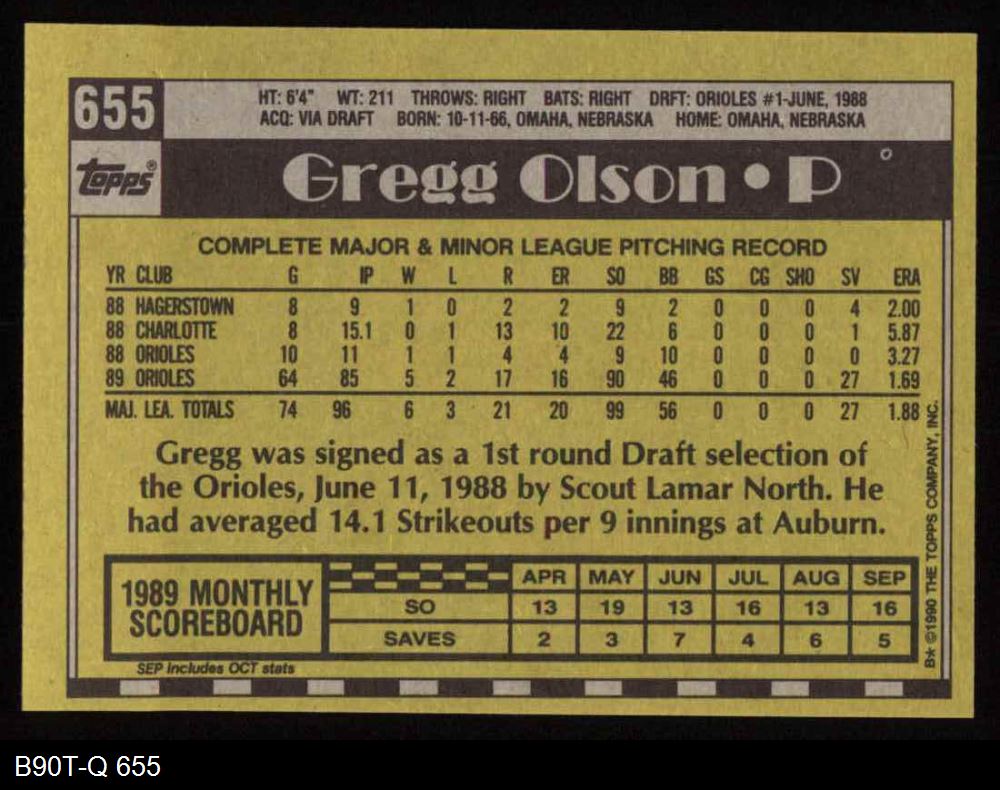 655
HT: 6'4" WT: 211 THROWS: RIGHT BATS: RIGHT DRFT: ORIOLES #1-JUNE, 1988
ACQ: VIA DRAFT BORN: 10-11-66, OMAHA, NEBRASKA HOME: OMAHA, NEBRASKA
Topps®
Gregg Olson • P
COMPLETE MAJOR & MINOR LEAGUE PITCHING RECORD
YR CLUB G IP W L R ER SO BB GS CG SHO SV ERA
88 HAGERSTOWN 8 9 1 0 2 2 9 2 0 0 0 4 2.00
88 CHARLOTTE 8 15.1 0 1 13 10 22 6 0 0 0 1 5.87
88 ORIOLES 10 11 1 1 4 4 9 10 0 0 0 0 3.27
89 ORIOLES 64 85 5 2 17 16 90 46 0 0 0 27 1.69
MAJ. LEA. TOTALS 74 96 6 3 21 20 99 56 0 0 0 27 1.88
Gregg was signed as a 1st round Draft selection of
the Orioles, June 11, 1988 by Scout Lamar North. He
had averaged 14.1 Strikeouts per 9 innings at Auburn.
1989 MONTHLY
SCOREBOARD
APR MAY JUN JUL AUG SEP
SO 13 19 13 16 13 16
SAVES 2 3 7 4 6 5
SEP includes OCT stats
B* ©1990 THE TOPPS COMPANY, INC.
B90T-Q 655